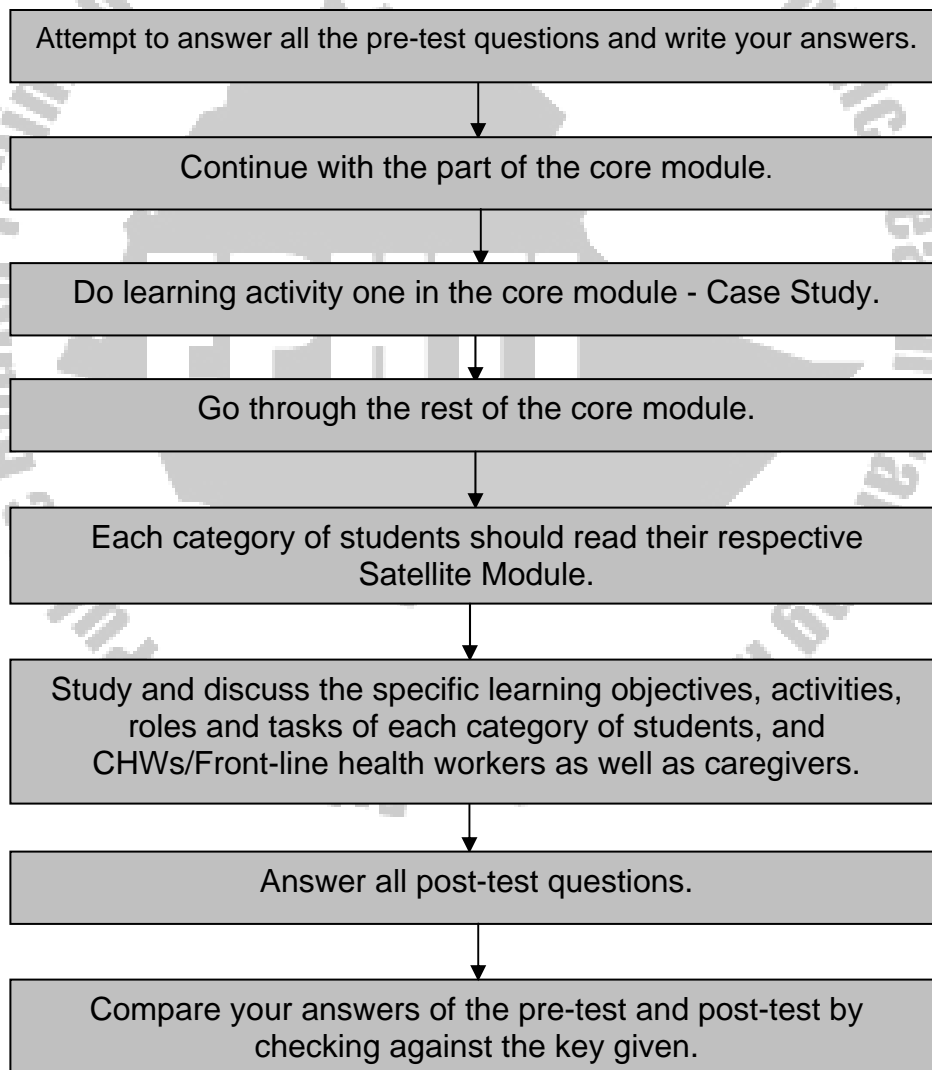 Attempt to answer all the pre-test questions and write your answers.
Continue with the part of the core module.
Do learning activity one in the core module - Case Study.
Go through the rest of the core module.
Each category of students should read their respective
Satellite Module.
Study and discuss the specific learning objectives, activities,
roles and tasks of each category of students, and
CHWs/Front-line health workers as well as caregivers.
Answer all post-test questions.
Compare your answers of the pre-test and post-test by
checking against the key given.